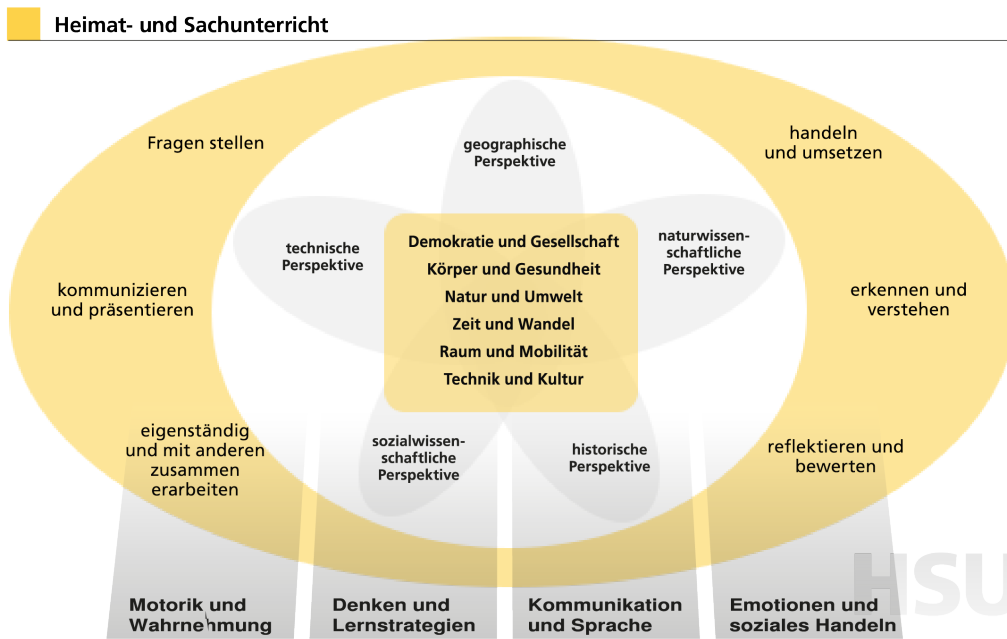 Heimat- und Sachunterricht
Fragen stellen
handeln
und umsetzen
geographische
Perspektive
technische
Perspektive
naturwissen-
schaftliche
Perspektive
Demokratie und Gesellschaft
Körper und Gesundheit
Natur und Umwelt
Zeit und Wandel
Raum und Mobilität
Technik und Kultur
kommunizieren
und präsentieren
erkennen und
verstehen
eigenständig
und mit anderen
zusammen
erarbeiten
sozialwissen-
schaftliche
Perspektive
historische
Perspektive
reflektieren und
bewerten
HSU
Motorik und
Wahrnehmung
Denken und
Lernstrategien
Kommunikation
und Sprache
Emotionen und
soziales Handeln